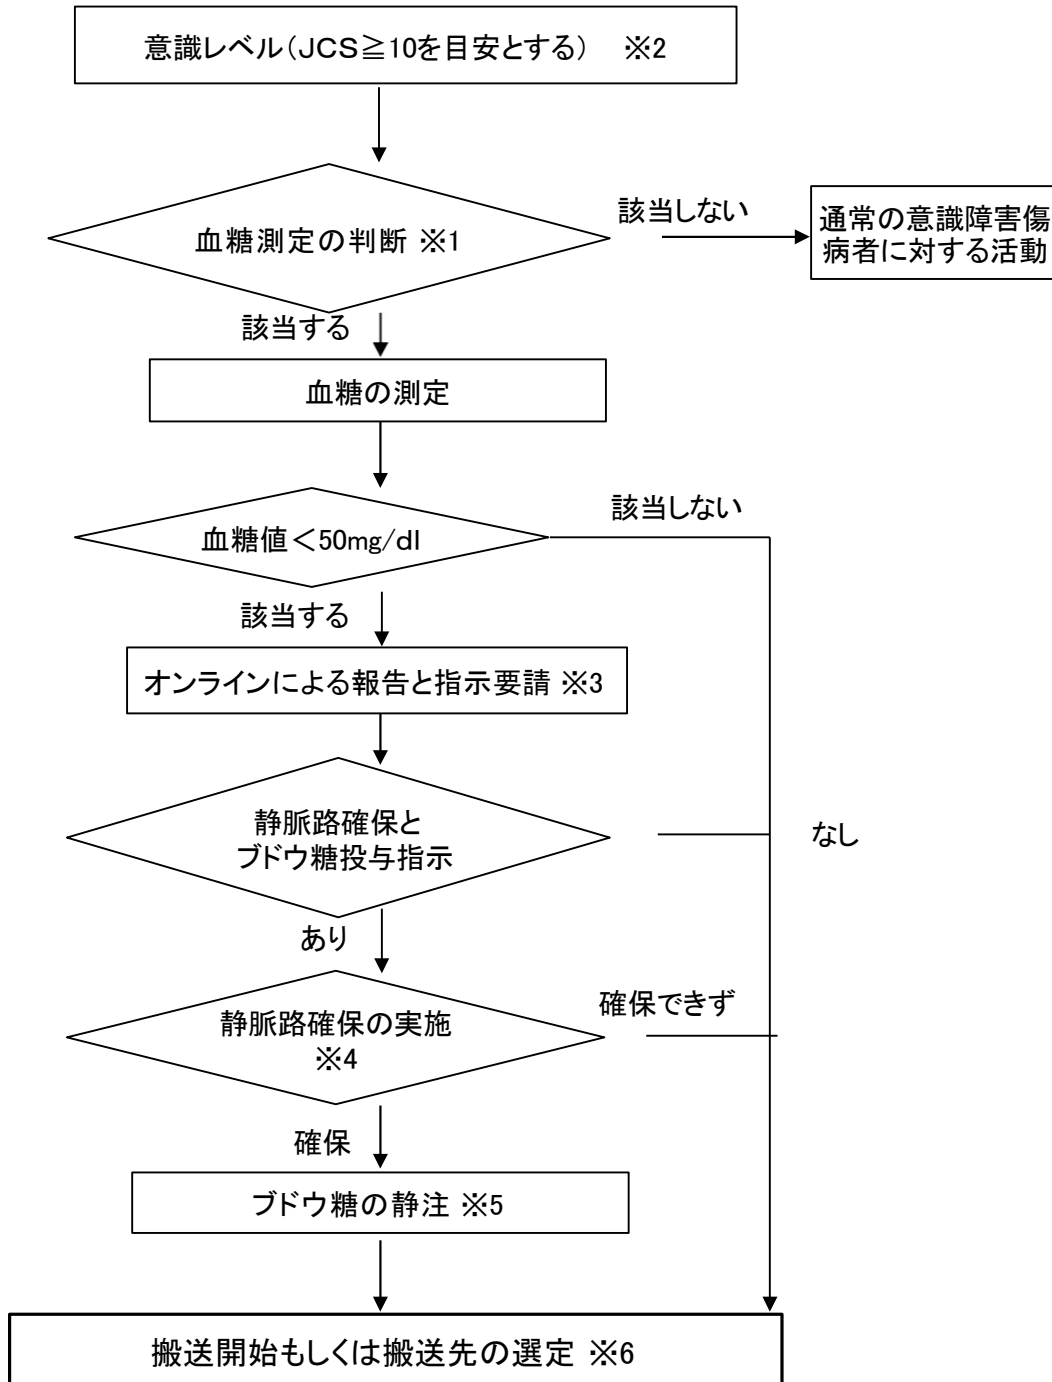 意識レベル（JCS≧10を目安とする）　※2
血糖測定の判断 ※1
該当しない
通常の意識障害傷
病者に対する活動
該当する
血糖の測定
血糖値＜50mg/dl
該当しない
該当する
オンラインによる報告と指示要請 ※3
静脈路確保と
ブドウ糖投与指示
なし
あり
静脈路確保の実施
※4
確保できず
確保
ブドウ糖の静注 ※5
搬送開始もしくは搬送先の選定 ※6